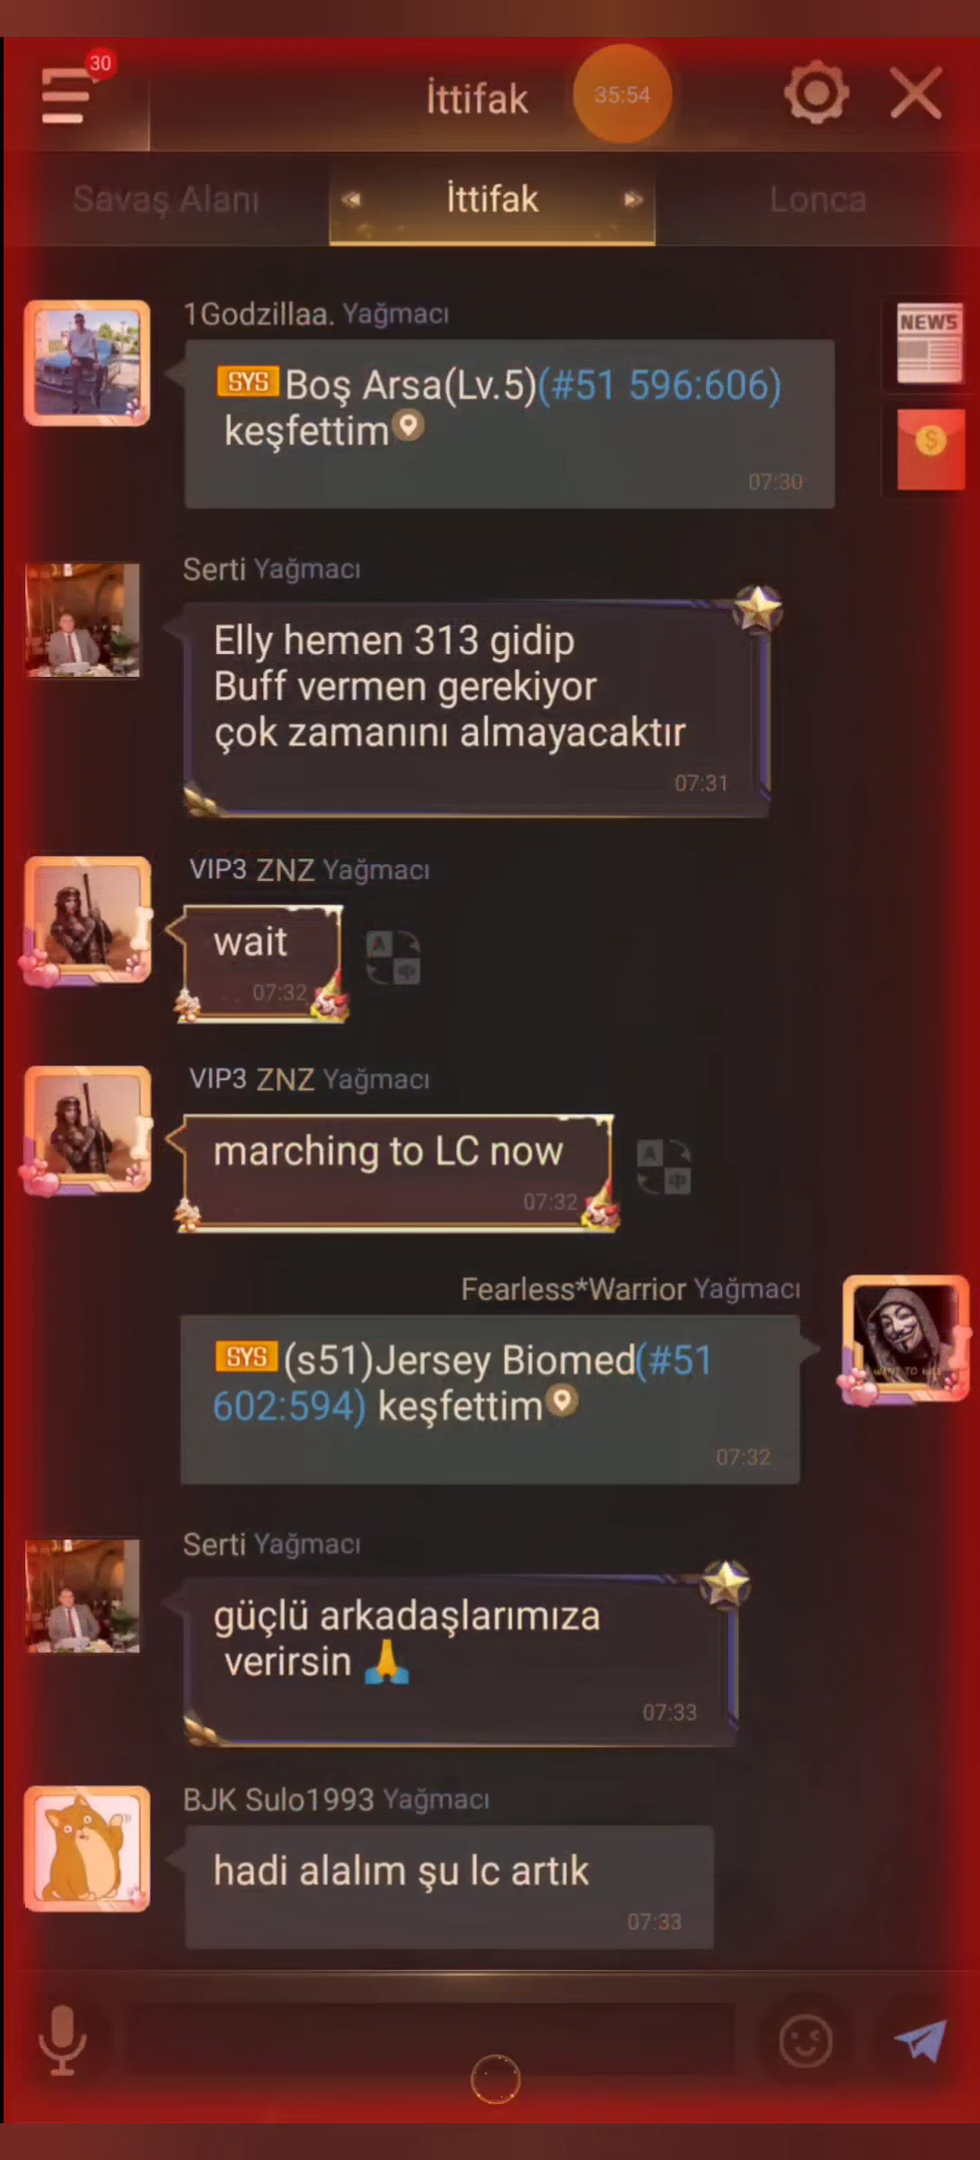 30
İttifak
35:54
Savaş Alanı
İttifak
Lonca
NEWS
1Godzillaa. Yağmacı
SYS Boş Arsa(Lv.5)(#51 596:606)
keşfettim
07:30
Serti Yağmacı
Elly hemen 313 gidip
Buff vermen gerekiyor
çok zamanını almayacaktır
07:31
VIP3 ZNZ Yağmacı
wait
07:32
VIP3 ZNZ Yağmacı
marching to LC now
07:32
Fearless*Warrior Yağmacı
SYS (s51)Jersey Biomed(#51
602:594) keşfettim
07:32
Serti Yağmacı
güçlü arkadaşlarımıza
verirsin 🙏
07:33
BJK Sulo1993 Yağmacı
hadi alalım şu lc artık
07:33